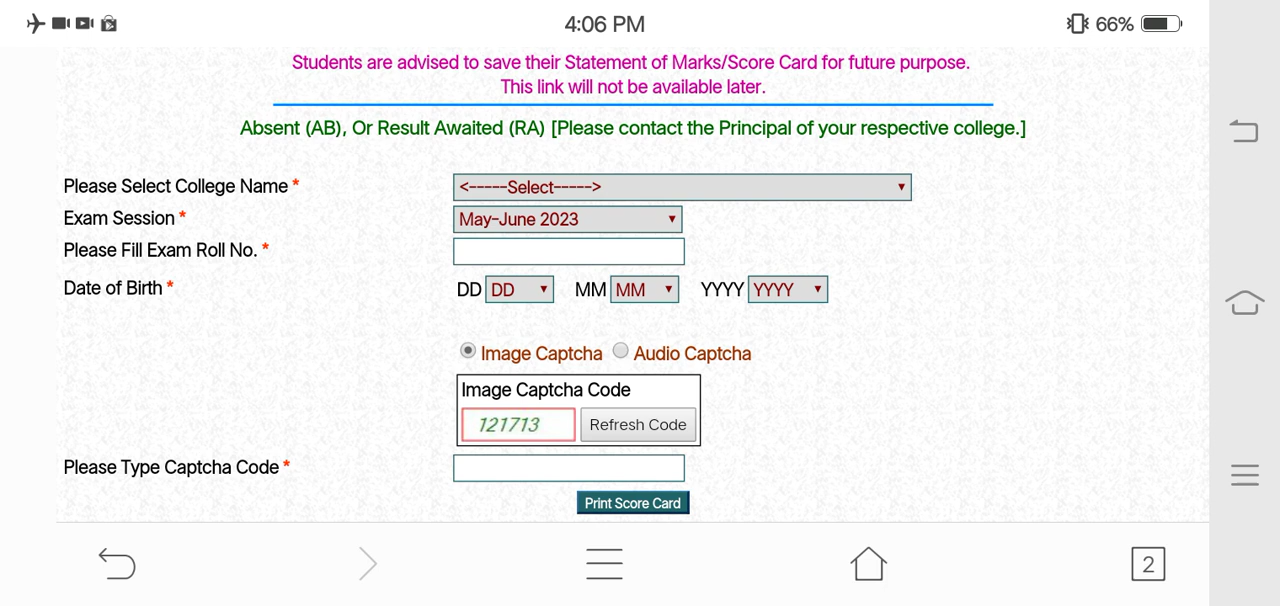 4:06 PM
66%
Students are advised to save their Statement of Marks/Score Card for future purpose.
This link will not be available later.
Absent (AB), Or Result Awaited (RA) [Please contact the Principal of your respective college.]
Please Select College Name *
<-----Select----->
Exam Session *
May-June 2023
Please Fill Exam Roll No. *
Date of Birth *
DD DD MM MM YYYY YYYY
Image Captcha Audio Captcha
Image Captcha Code
121713 Refresh Code
Please Type Captcha Code *
Print Score Card
2